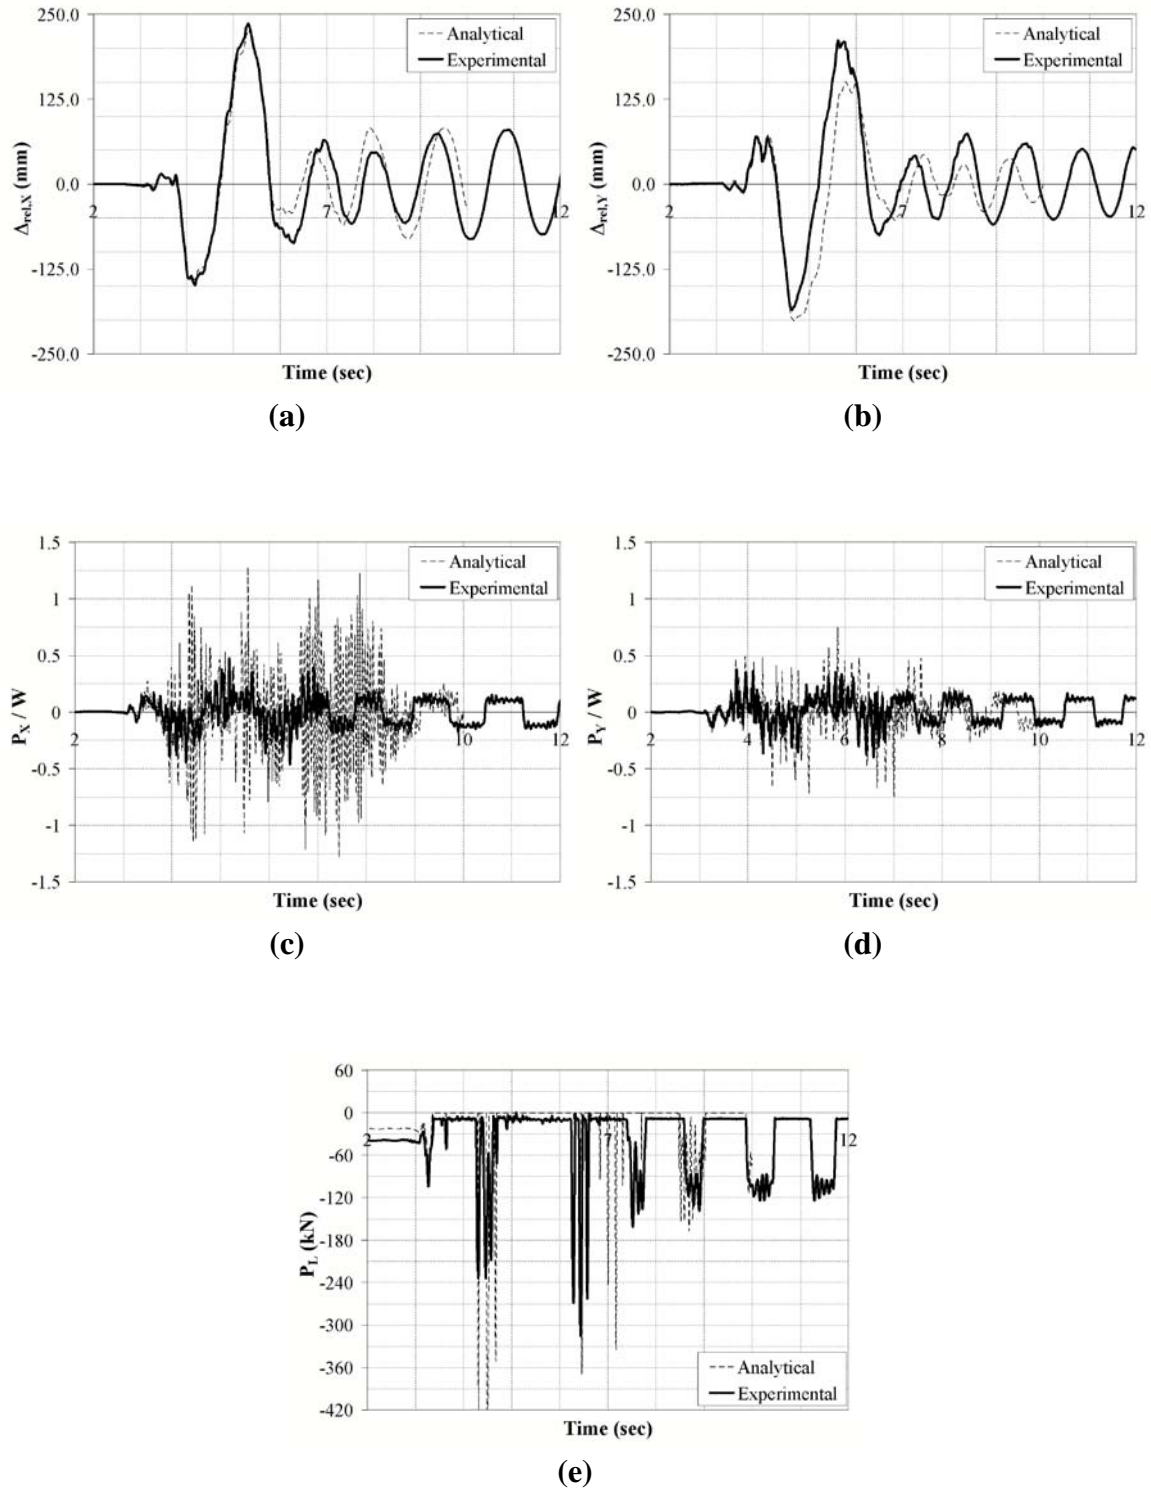 250.0
125.0
0.0
-125.0
-250.0
2
7
12
Δrel,X (mm)
Time (sec)
Analytical
Experimental
(a)
250.0
125.0
0.0
-125.0
-250.0
2
7
12
Δrel,Y (mm)
Time (sec)
Analytical
Experimental
(b)
1.5
1
0.5
0
-0.5
-1
-1.5
2
10
12
PX / W
Time (sec)
Analytical
Experimental
(c)
1.5
1
0.5
0
-0.5
-1
-1.5
2
4
6
8
10
12
PY / W
Time (sec)
Analytical
Experimental
(d)
60
0
-60
-120
-180
-240
-300
-360
-420
2
7
12
PL (kN)
Time (sec)
Analytical
Experimental
(e)